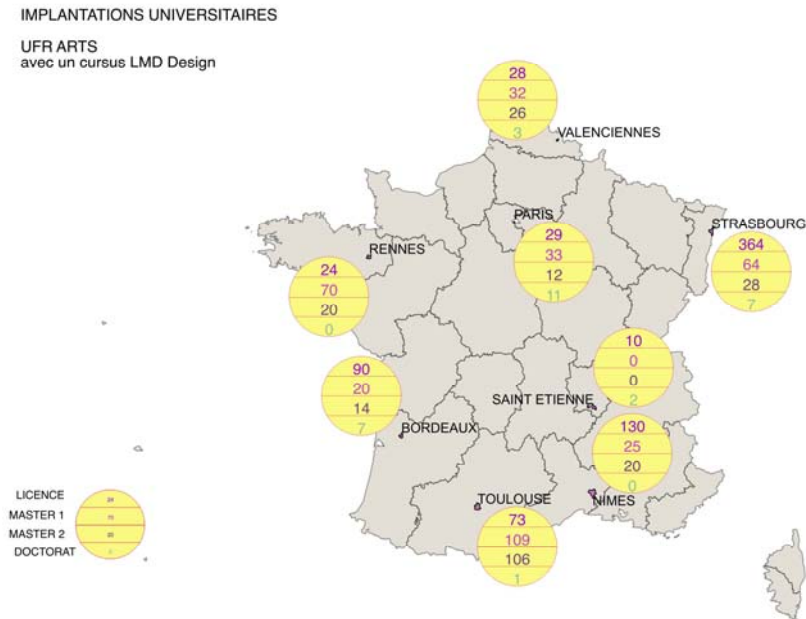 IMPLANTATIONS UNIVERSITAIRES
UFR ARTS
avec un cursus LMD Design
28
32
26
3
VALENCIENNES
PARIS
29
33
12
11
STRASBOURG
364
64
28
7
RENNES
24
70
20
0
10
0
0
2
SAINT ETIENNE
90
20
14
7
BORDEAUX
130
25
20
0
NIMES
TOULOUSE
73
109
106
1
LICENCE
MASTER 1
MASTER 2
DOCTORAT